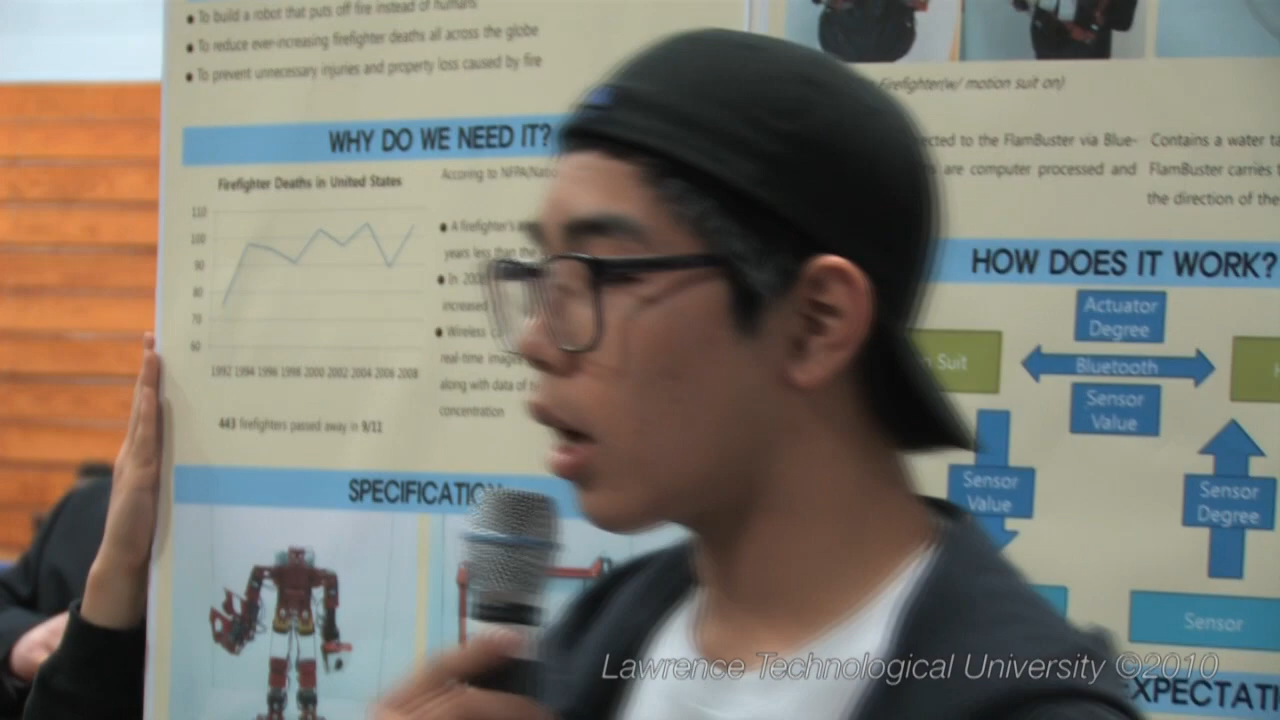 ● To build a robot that puts off fire instead of humans
● To reduce ever-increasing firefighter deaths all across the globe
● To prevent unnecessary injuries and property loss caused by fire
WHY DO WE NEED IT?
Firefighter Deaths in United States
110
100
90
80
70
60
1992 1994 1996 1998 2000 2002 2004 2006 2008
443 firefighters passed away in 9/11
Accoring to NFPA/Natio
● A firefighter's
years less than the
● In 200
increased
● Wireless
real-time
along with data of
concentration
SPECIFICATION
Firefighter(w/ motion suit on)
ected to the FlamBuster via Blue-
are computer processed and
Contains a water ta
FlamBuster carries
the direction of the
HOW DOES IT WORK?
Actuator
Degree
Suit
Bluetooth
Sensor
Value
Sensor
Value
Sensor
Degree
Sensor
EXPECTATI
Lawrence Technological University ©2010